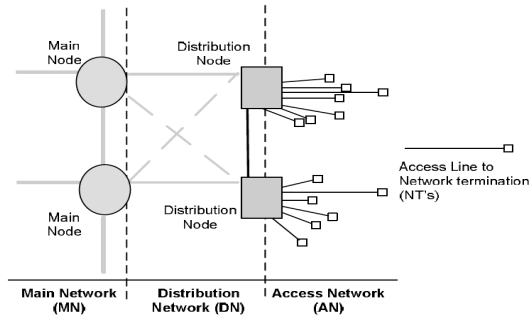 Main
Node
Distribution
Node
Access Line to
Network termination
(NT's)
Main
Node
Distribution
Node
Main Network
(MN)
Distribution
Network (DN)
Access Network
(AN)